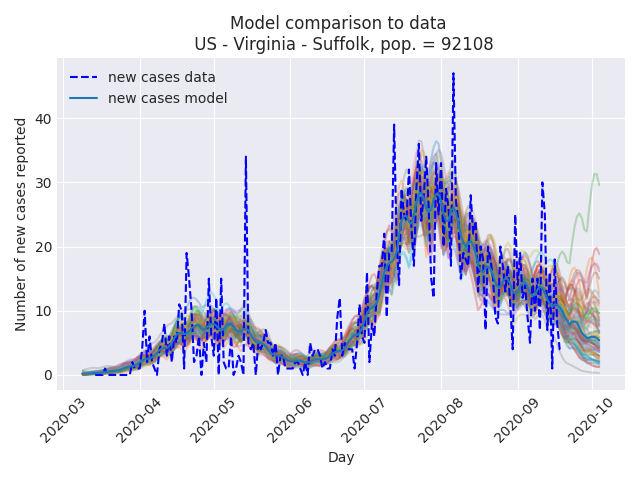 Model comparison to data
US - Virginia - Suffolk, pop. = 92108
new cases data
new cases model
Number of new cases reported
40
30
20
10
0
2020-03
2020-04
2020-05
2020-06
2020-07
2020-08
2020-09
2020-10
Day